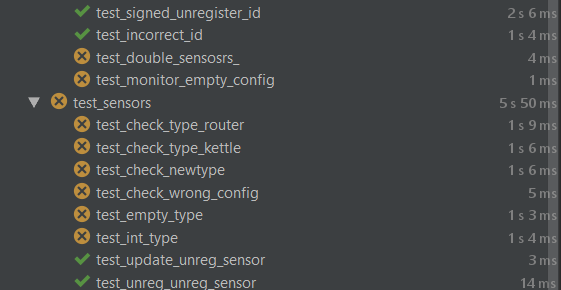 test_signed_unregister_id 2 s 6 ms
test_incorrect_id 1 s 4 ms
test_double_sensosrs_ 4 ms
test_monitor_empty_config 1 ms
test_sensors 5 s 50 ms
test_check_type_router 1 s 9 ms
test_check_type_kettle 1 s 6 ms
test_check_newtype 1 s 6 ms
test_check_wrong_config 5 ms
test_empty_type 1 s 3 ms
test_int_type 1 s 4 ms
test_update_unreg_sensor 3 ms
test_unreg_unreg_sensor 14 ms